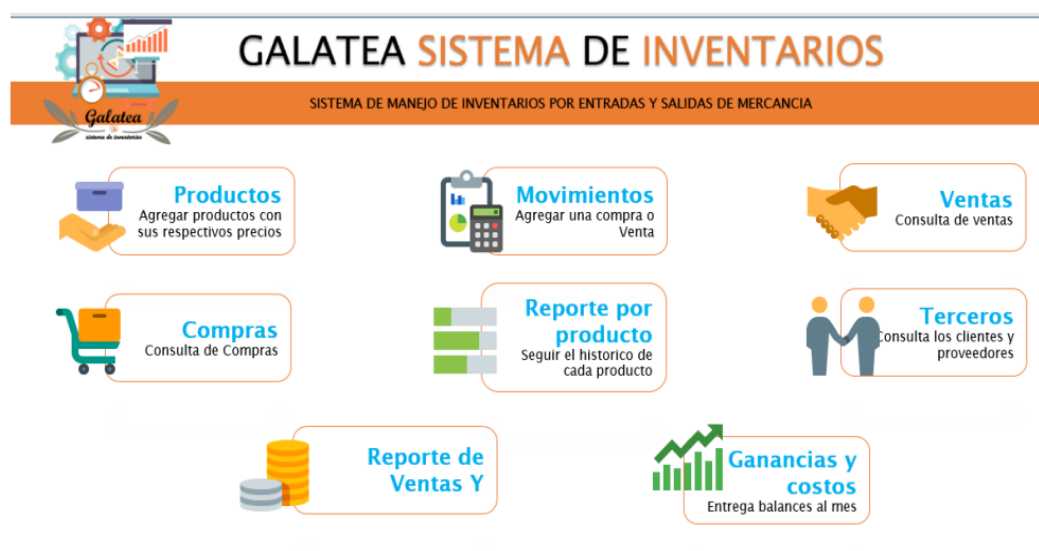 GALATEA SISTEMA DE INVENTARIOS
SISTEMA DE MANEJO DE INVENTARIOS POR ENTRADAS Y SALIDAS DE MERCANCIA
Galatea
sistema de inventarios
Productos
Agregar productos con
sus respectivos precios
Movimientos
Agregar una compra o
Venta
Ventas
Consulta de ventas
Compras
Consulta de Compras
Reporte por
producto
Seguir el historico de
cada producto
Terceros
Consulta los clientes y
proveedores
Reporte de
Ventas Y
Ganancias y
costos
Entrega balances al mes